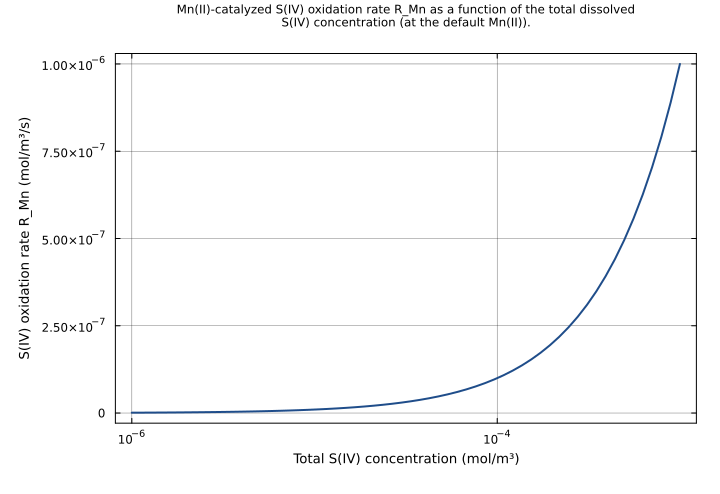 Mn(II)-catalyzed S(IV) oxidation rate R_Mn as a function of the total dissolved
S(IV) concentration (at the default Mn(II)).
S(IV) oxidation rate R_Mn (mol/m³/s)
1.00×10⁻⁶
7.50×10⁻⁷
5.00×10⁻⁷
2.50×10⁻⁷
0
10⁻⁶ 10⁻⁴
Total S(IV) concentration (mol/m³)